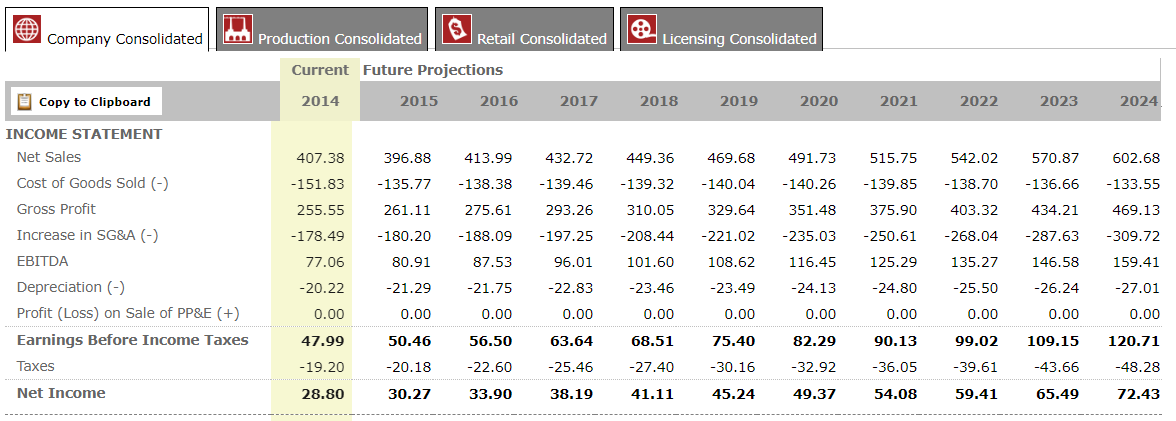 Company Consolidated Production Consolidated Retail Consolidated Licensing Consolidated
Current Future Projections
Copy to Clipboard 2014 2015 2016 2017 2018 2019 2020 2021 2022 2023 2024
INCOME STATEMENT
Net Sales 407.38 396.88 413.99 432.72 449.36 469.68 491.73 515.75 542.02 570.87 602.68
Cost of Goods Sold (-) -151.83 -135.77 -138.38 -139.46 -139.32 -140.04 -140.26 -139.85 -138.70 -136.66 -133.55
Gross Profit 255.55 261.11 275.61 293.26 310.05 329.64 351.48 375.90 403.32 434.21 469.13
Increase in SG&A (-) -178.49 -180.20 -188.09 -197.25 -208.44 -221.02 -235.03 -250.61 -268.04 -287.63 -309.72
EBITDA 77.06 80.91 87.53 96.01 101.60 108.62 116.45 125.29 135.27 146.58 159.41
Depreciation (-) -20.22 -21.29 -21.75 -22.83 -23.46 -23.49 -24.13 -24.80 -25.50 -26.24 -27.01
Profit (Loss) on Sale of PP&E (+) 0.00 0.00 0.00 0.00 0.00 0.00 0.00 0.00 0.00 0.00 0.00
Earnings Before Income Taxes 47.99 50.46 56.50 63.64 68.51 75.40 82.29 90.13 99.02 109.15 120.71
Taxes -19.20 -20.18 -22.60 -25.46 -27.40 -30.16 -32.92 -36.05 -39.61 -43.66 -48.28
Net Income 28.80 30.27 33.90 38.19 41.11 45.24 49.37 54.08 59.41 65.49 72.43